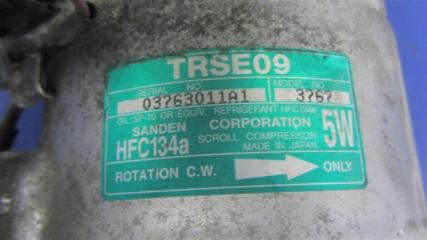 TRSE09
SERIAL NO. MODEL NO.
03763011A1 3767
OIL:SP-10 OR EQUIV. REFRIGERANT:HFC134a
SANDEN CORPORATION 5W
HFC134a SCROLL COMPRESSOR
MADE IN JAPAN
ROTATION C.W. ONLY